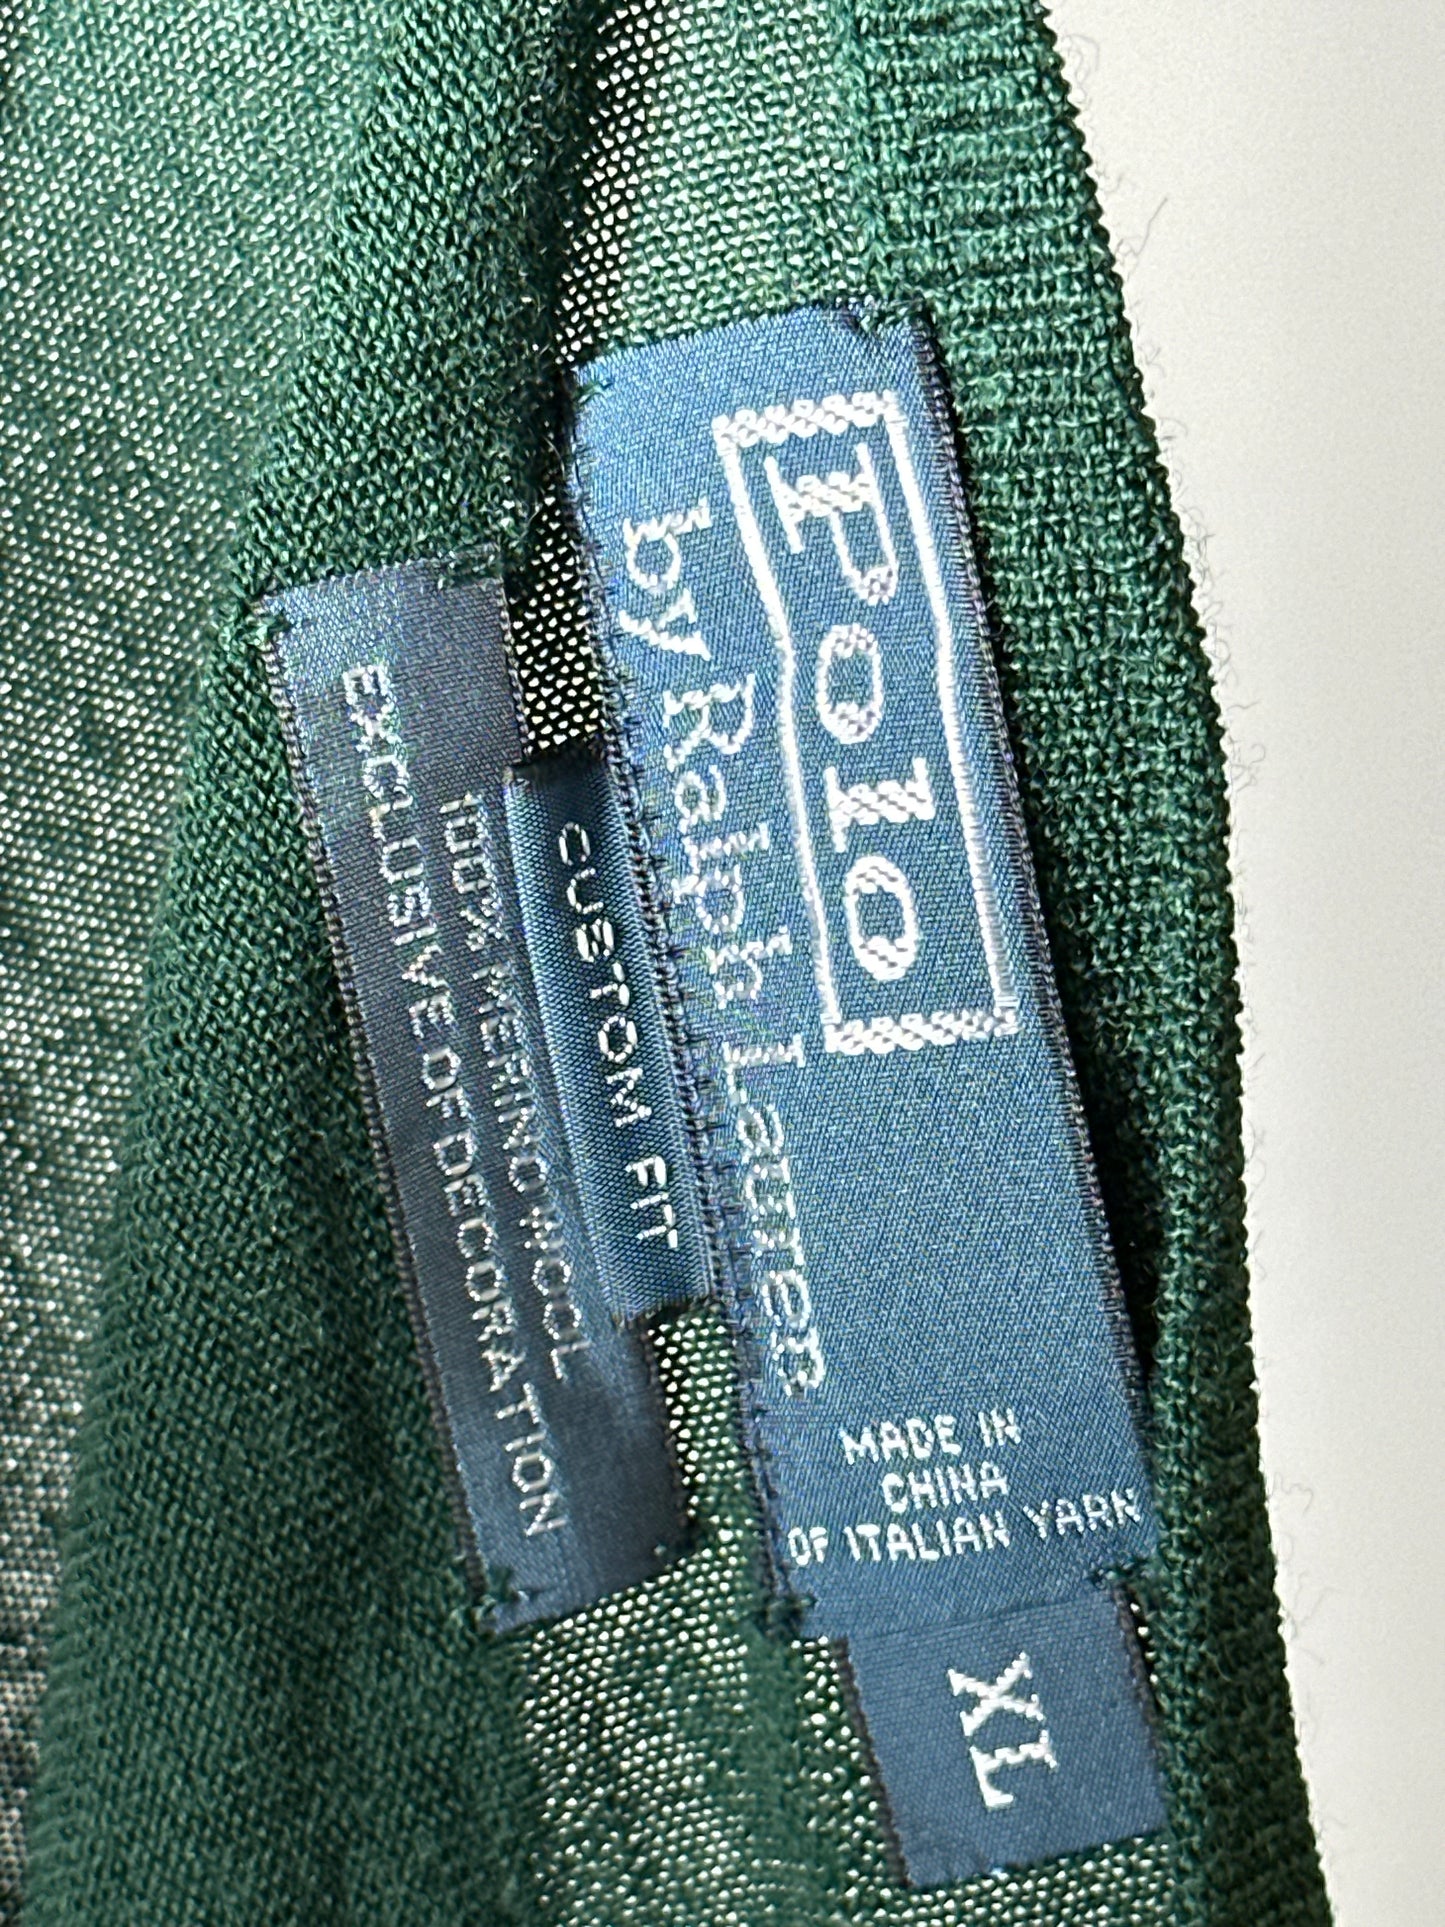 Polo
by Ralph Lauren
MADE IN
CHINA
OF ITALIAN YARN
XL
CUSTOM FIT
100% MERINO WOOL
EXCLUSIVE OF DECORATION